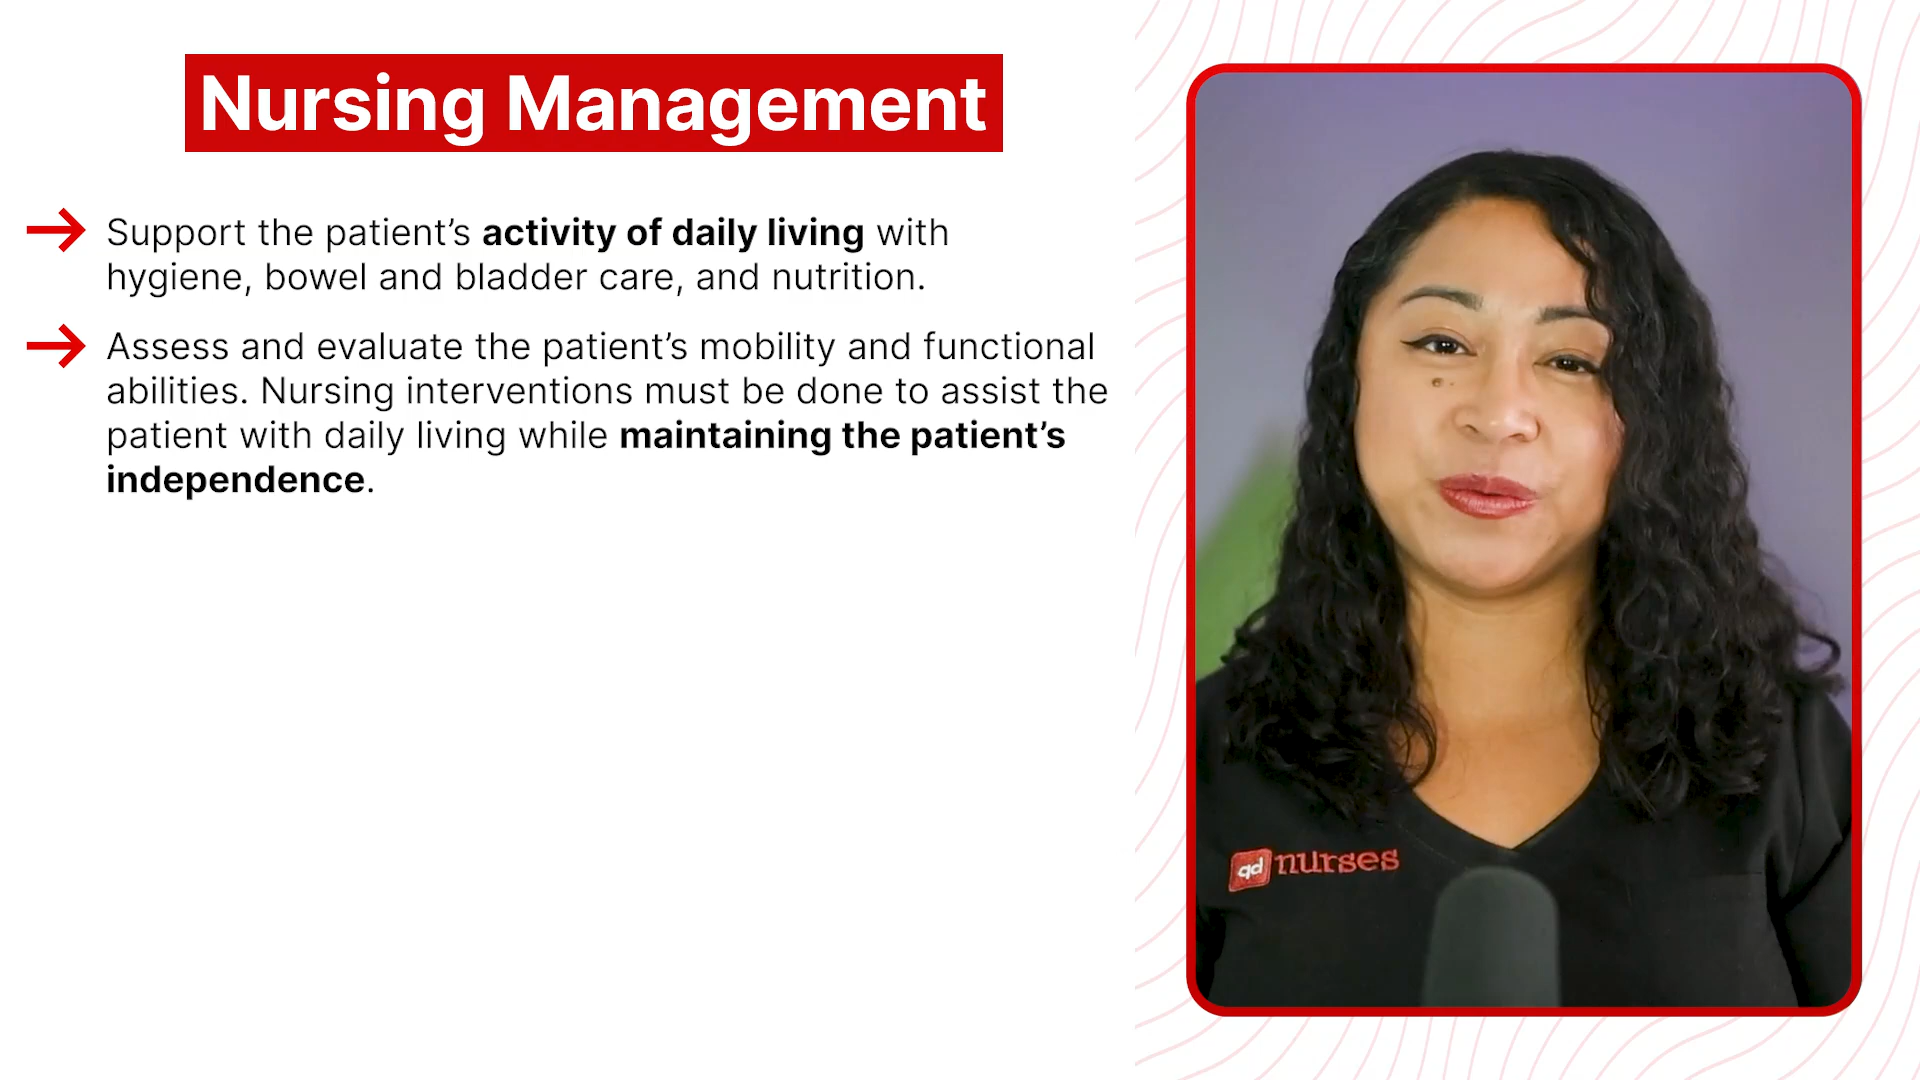 Nursing Management
Support the patient’s activity of daily living with
hygiene, bowel and bladder care, and nutrition.
Assess and evaluate the patient’s mobility and functional
abilities. Nursing interventions must be done to assist the
patient with daily living while maintaining the patient’s
independence.
qd nurses